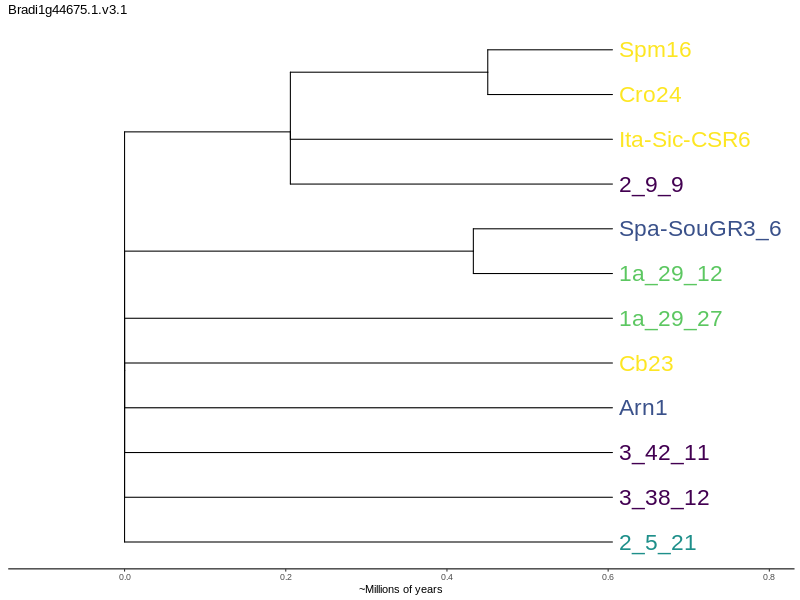 Bradi1g44675.1.v3.1
Spm16
Cro24
Ita-Sic-CSR6
2_9_9
Spa-SouGR3_6
1a_29_12
1a_29_27
Cb23
Arn1
3_42_11
3_38_12
2_5_21
0.0 0.2 0.4 0.6 0.8
~Millions of years